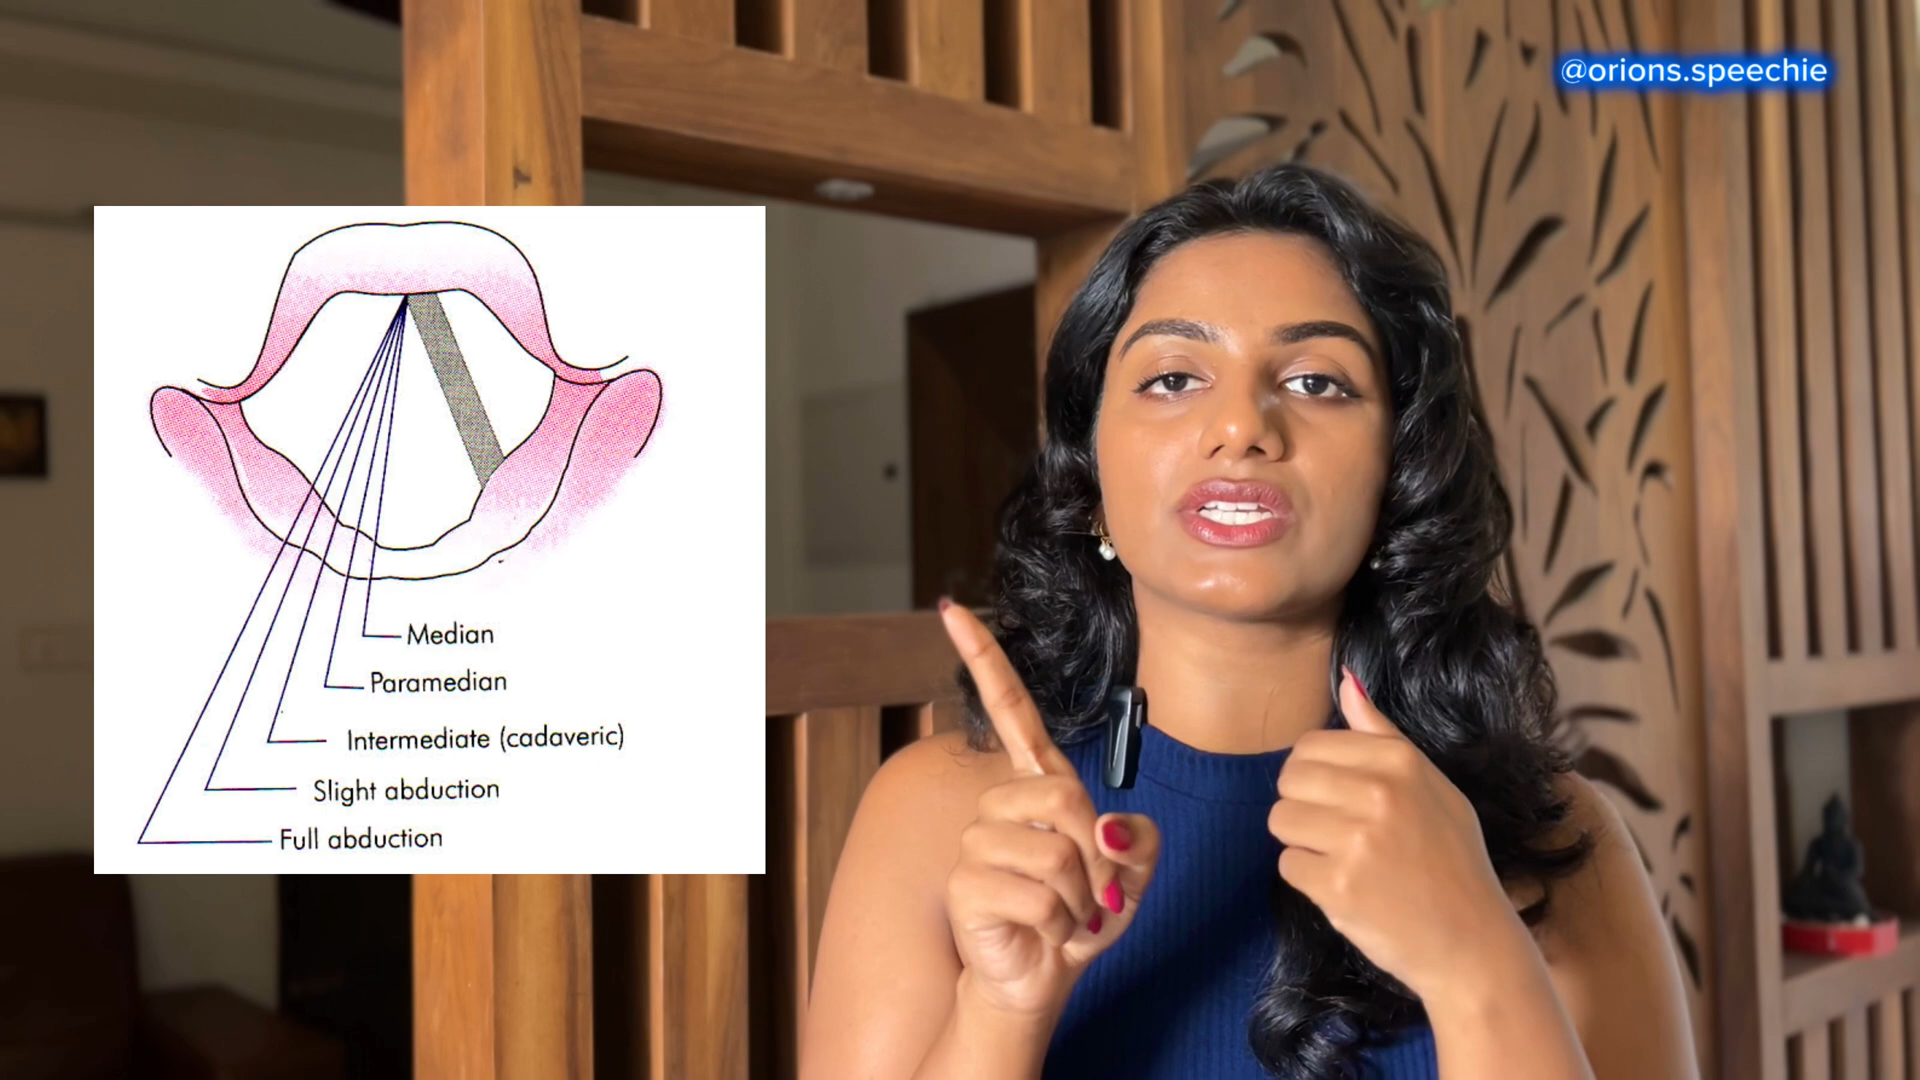 @orions.speechie
Median
Paramedian
Intermediate (cadaveric)
Slight abduction
Full abduction